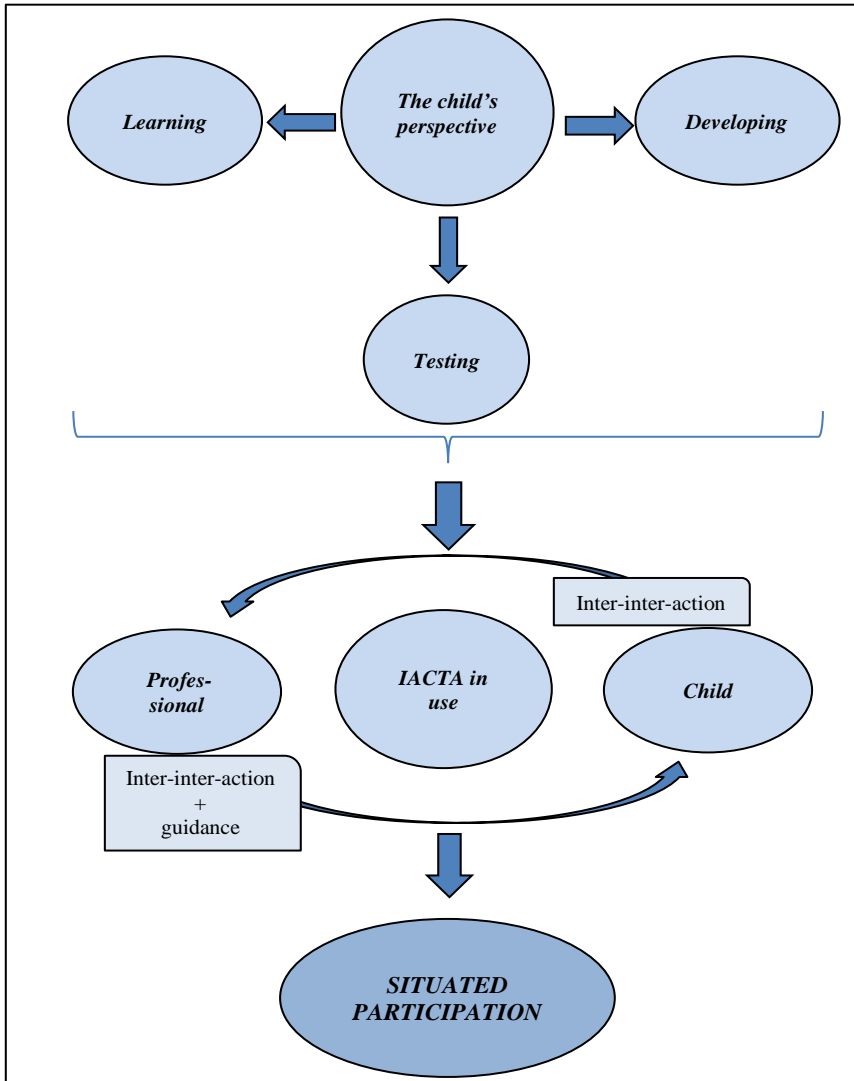 The child's
perspective
Learning
Developing
Testing
Inter-inter-action
Profes-
sional
IACTA in
use
Child
Inter-inter-action
+
guidance
SITUATED
PARTICIPATION